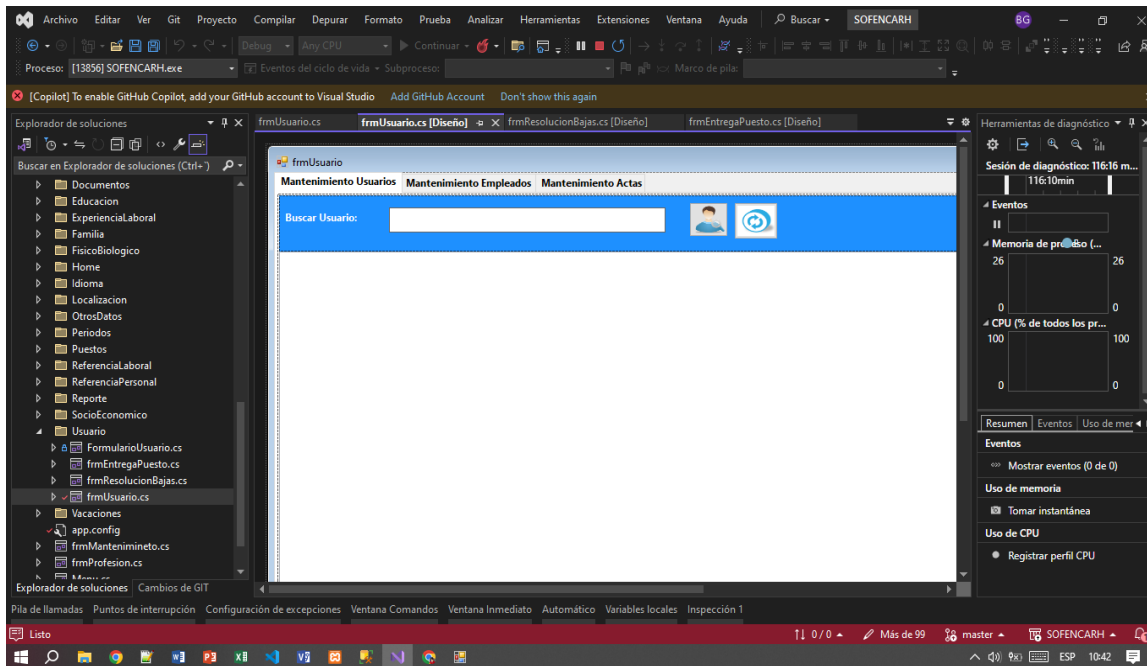 Archivo Editar Ver Git Proyecto Compilar Depurar Formato Prueba Analizar Herramientas Extensiones Ventana Ayuda Buscar SOFENCARH BG
Debug Any CPU Continuar
Proceso: [13856] SOFENCARH.exe Eventos del ciclo de vida Subproceso: Marco de pila:
[Copilot] To enable GitHub Copilot, add your GitHub account to Visual Studio Add GitHub Account Don't show this again
Explorador de soluciones
Buscar en Explorador de soluciones (Ctrl+¨)
Documentos
Educacion
ExperienciaLaboral
Familia
FisicoBiologico
Home
Idioma
Localizacion
OtrosDatos
Periodos
Puestos
ReferenciaLaboral
ReferenciaPersonal
Reporte
SocioEconomico
Usuario
FormularioUsuario.cs
frmEntregaPuesto.cs
frmResolucionBajas.cs
frmUsuario.cs
Vacaciones
app.config
frmMantenimineto.cs
frmProfesion.cs
Menu.cs
Explorador de soluciones Cambios de GIT
frmUsuario.cs frmUsuario.cs [Diseño] frmResolucionBajas.cs [Diseño] frmEntregaPuesto.cs [Diseño]
frmUsuario
Mantenimiento Usuarios Mantenimiento Empleados Mantenimiento Actas
Buscar Usuario:
Herramientas de diagnóstico
Sesión de diagnóstico: 116:16 m...
116:10min
Eventos
Memoria de proceso (...
26 26
0 0
CPU (% de todos los pr...
100 100
0 0
Resumen Eventos Uso de mer
Eventos
Mostrar eventos (0 de 0)
Uso de memoria
Tomar instantánea
Uso de CPU
Registrar perfil CPU
Pila de llamadas Puntos de interrupción Configuración de excepciones Ventana Comandos Ventana Inmediato Automático Variables locales Inspección 1
Listo 0 / 0 Más de 99 master SOFENCARH
ESP 10:42